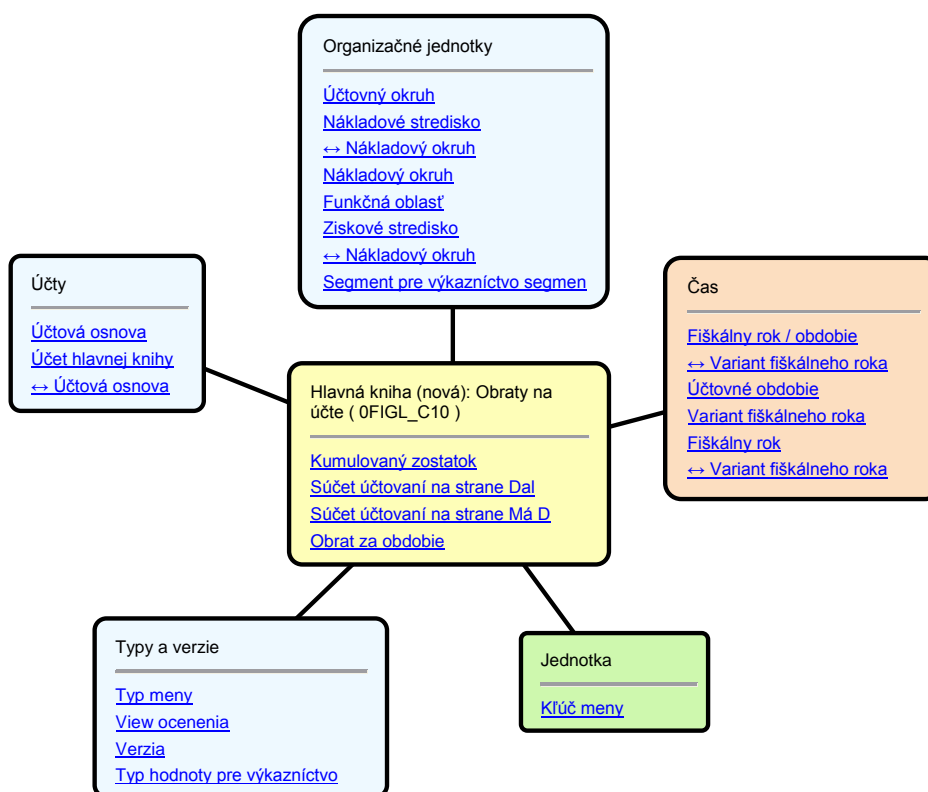 Organizačné jednotky
Účtovný okruh
Nákladové stredisko
↔ Nákladový okruh
Nákladový okruh
Funkčná oblasť
Ziskové stredisko
↔ Nákladový okruh
Segment pre výkazníctvo segmen
Účty
Účtová osnova
Účet hlavnej knihy
↔ Účtová osnova
Čas
Fiškálny rok / obdobie
↔ Variant fiškálneho roka
Účtovné obdobie
Variant fiškálneho roka
Fiškálny rok
↔ Variant fiškálneho roka
Hlavná kniha (nová): Obraty na
účte ( 0FIGL_C10 )
Kumulovaný zostatok
Súčet účtovaní na strane Dal
Súčet účtovaní na strane Má D
Obrat za obdobie
Typy a verzie
Typ meny
View ocenenia
Verzia
Typ hodnoty pre výkazníctvo
Jednotka
Kľúč meny